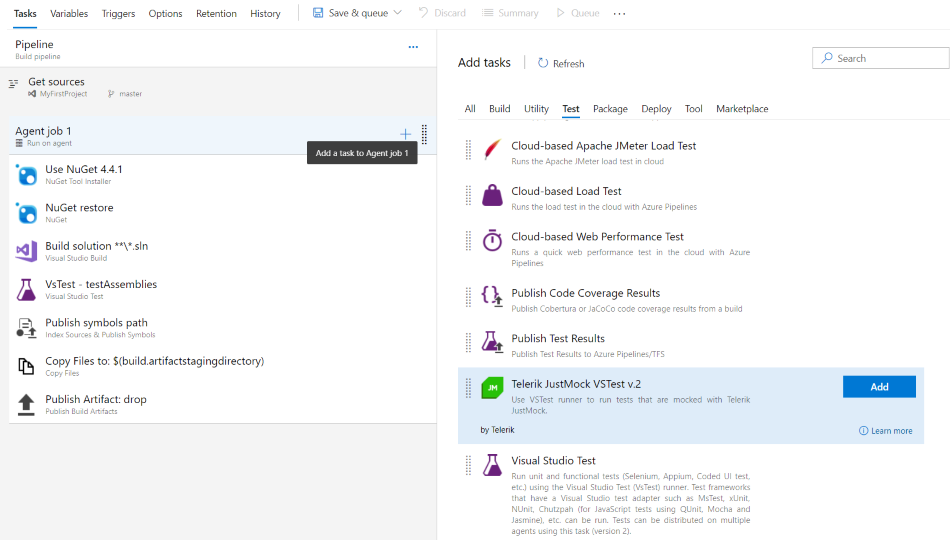 Tasks Variables Triggers Options Retention History Save & queue Discard Summary Queue ...
Pipeline
Build pipeline
Get sources
MyFirstProject master
Agent job 1
Run on agent
Add a task to Agent job 1
Use NuGet 4.4.1
NuGet Tool Installer
NuGet restore
NuGet
Build solution **\*.sln
Visual Studio Build
VsTest - testAssemblies
Visual Studio Test
Publish symbols path
Index Sources & Publish Symbols
Copy Files to: $(build.artifactstagingdirectory)
Copy Files
Publish Artifact: drop
Publish Build Artifacts
Add tasks Refresh
Search
All Build Utility Test Package Deploy Tool Marketplace
Cloud-based Apache JMeter Load Test
Runs the Apache JMeter load test in cloud
Cloud-based Load Test
Runs the load test in the cloud with Azure Pipelines
Cloud-based Web Performance Test
Runs a quick web performance test in the cloud with Azure
Pipelines
Publish Code Coverage Results
Publish Cobertura or JaCoCo code coverage results from a build
Publish Test Results
Publish Test Results to Azure Pipelines/TFS
JM
Telerik JustMock VSTest v.2
Add
Use VSTest runner to run tests that are mocked with Telerik
JustMock.
by Telerik
Learn more
Visual Studio Test
Run unit and functional tests (Selenium, Appium, Coded UI test,
etc.) using the Visual Studio Test (VsTest) runner. Test frameworks
that have a Visual Studio test adapter such as MsTest, xUnit,
NUnit, Chutzpah (for JavaScript tests using QUnit, Mocha and
Jasmine), etc. can be run. Tests can be distributed on multiple
agents using this task (version 2).